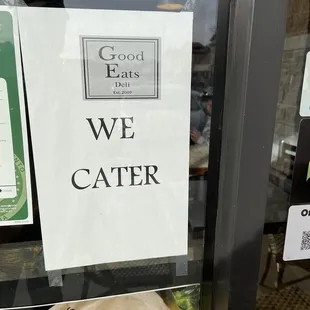 Good
Eats
Deli
Est. 2009
WE
CATER